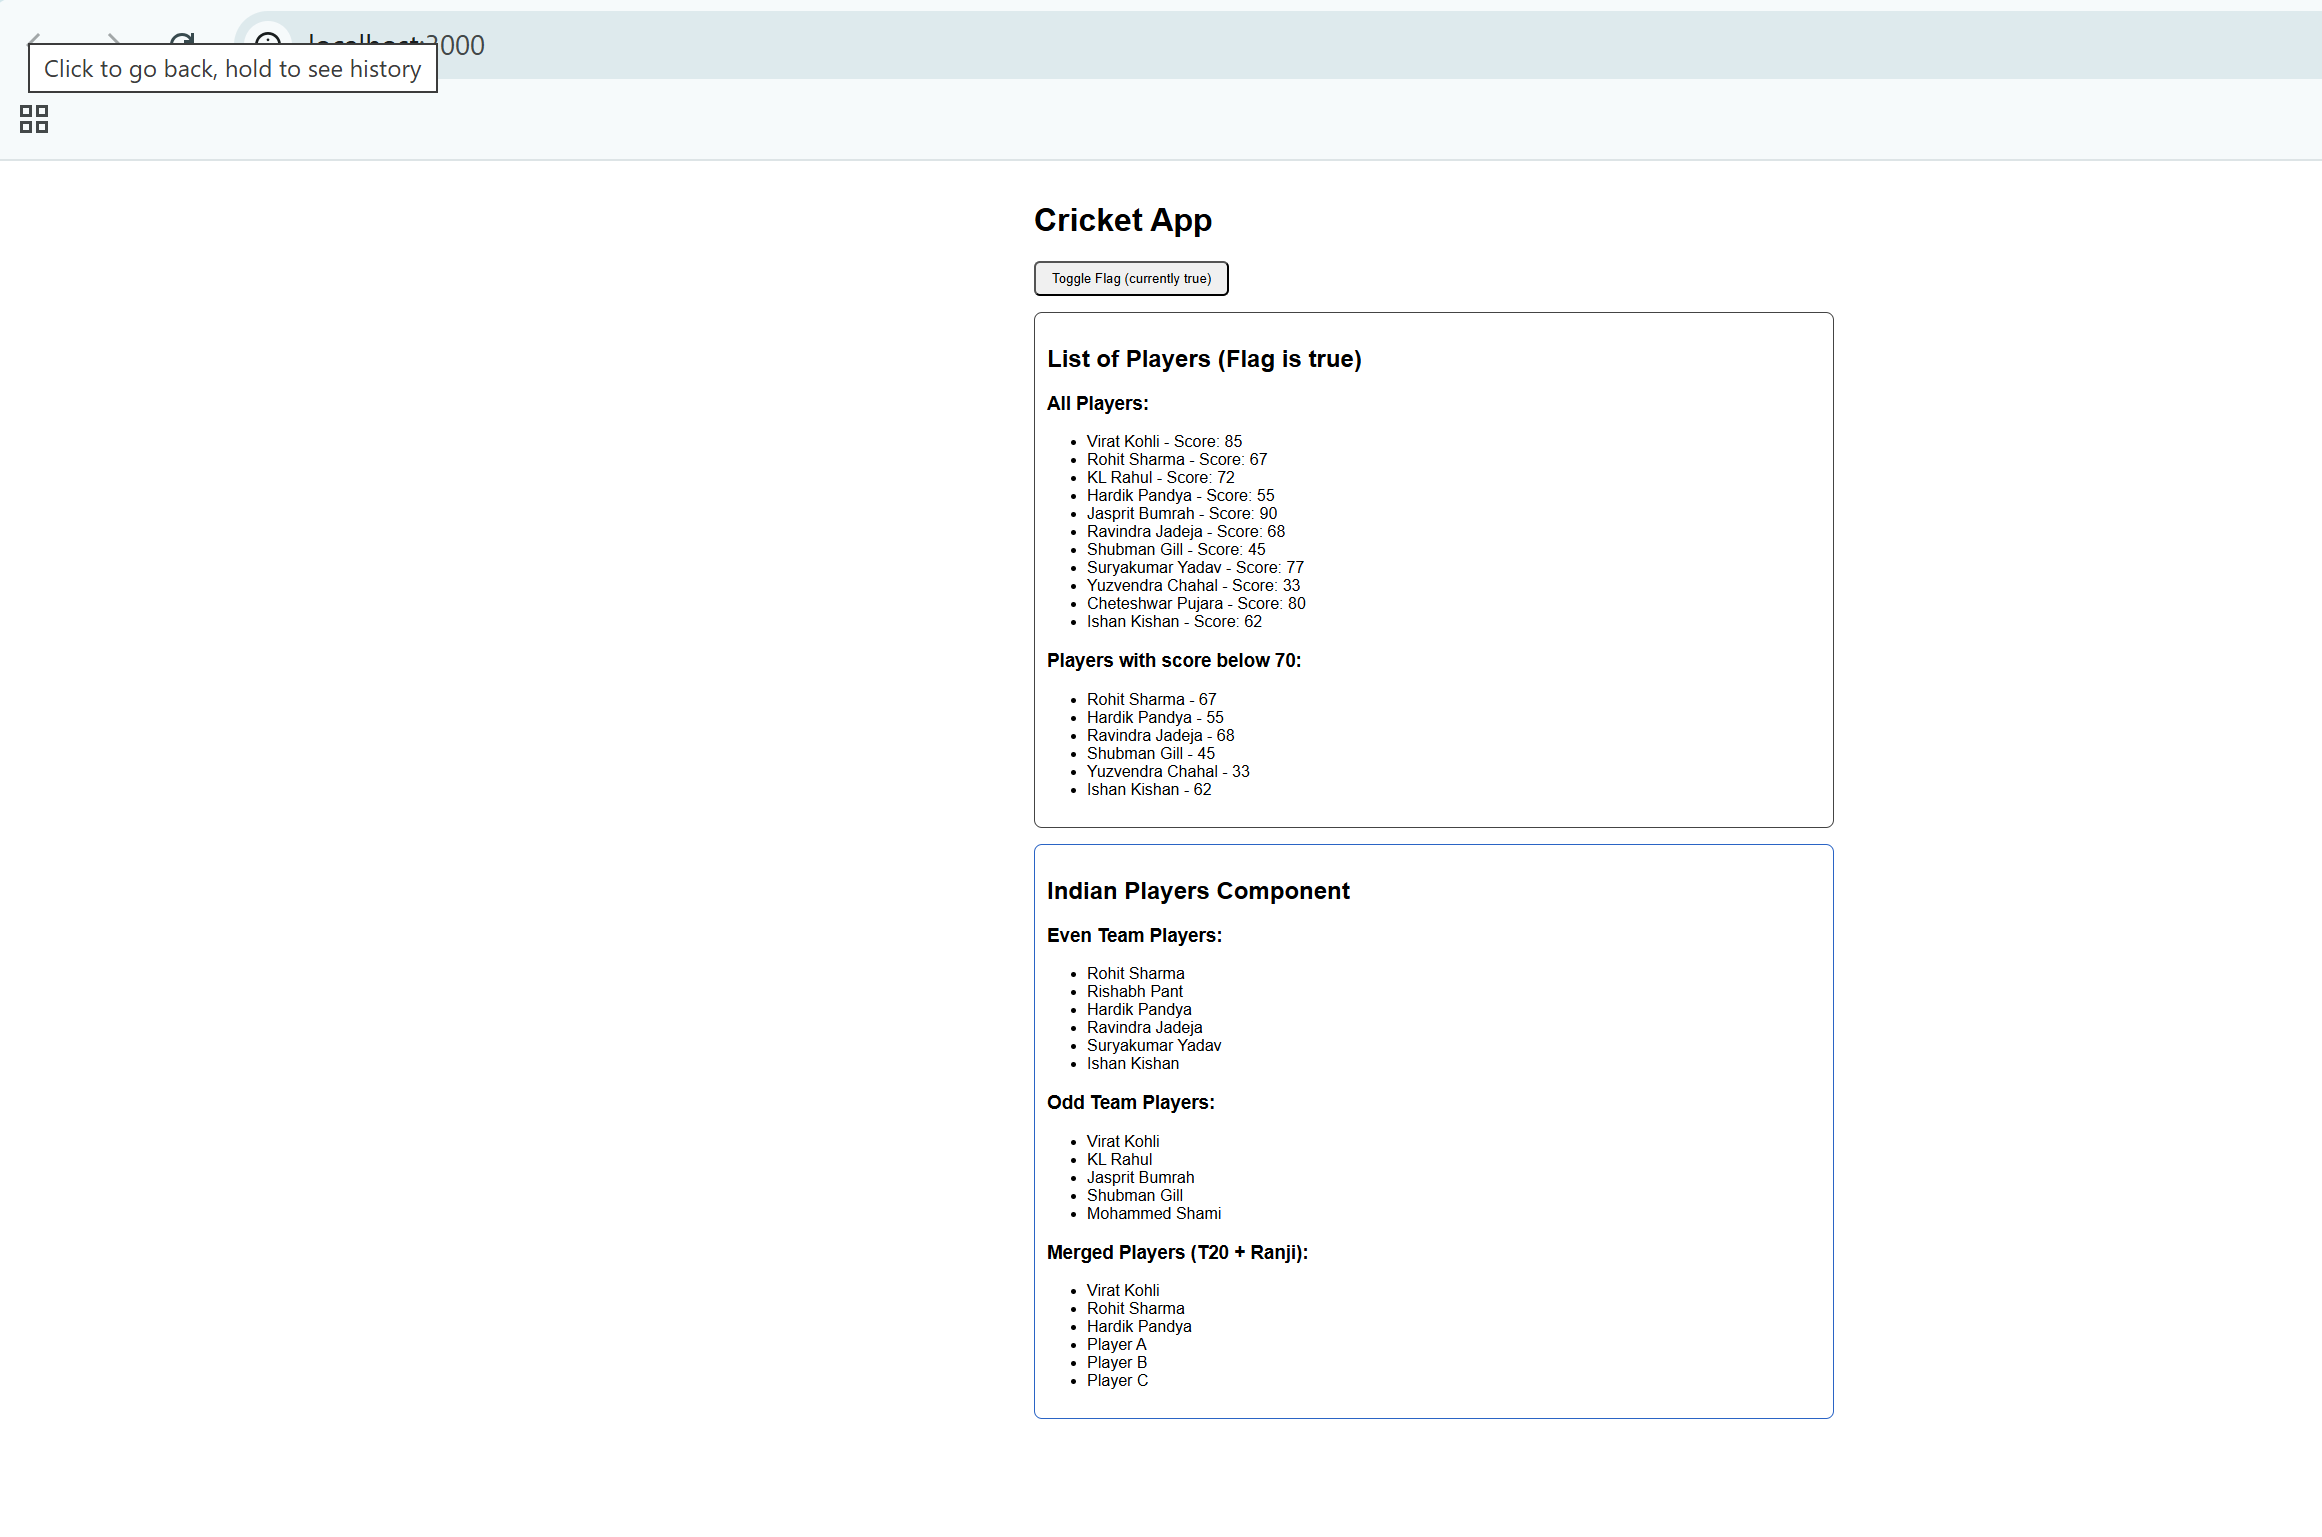 000
Click to go back, hold to see history
Cricket App
Toggle Flag (currently true)
List of Players (Flag is true)
All Players:
Virat Kohli - Score: 85
Rohit Sharma - Score: 67
KL Rahul - Score: 72
Hardik Pandya - Score: 55
Jasprit Bumrah - Score: 90
Ravindra Jadeja - Score: 68
Shubman Gill - Score: 45
Suryakumar Yadav - Score: 77
Yuzvendra Chahal - Score: 33
Cheteshwar Pujara - Score: 80
Ishan Kishan - Score: 62
Players with score below 70:
Rohit Sharma - 67
Hardik Pandya - 55
Ravindra Jadeja - 68
Shubman Gill - 45
Yuzvendra Chahal - 33
Ishan Kishan - 62
Indian Players Component
Even Team Players:
Rohit Sharma
Rishabh Pant
Hardik Pandya
Ravindra Jadeja
Suryakumar Yadav
Ishan Kishan
Odd Team Players:
Virat Kohli
KL Rahul
Jasprit Bumrah
Shubman Gill
Mohammed Shami
Merged Players (T20 + Ranji):
Virat Kohli
Rohit Sharma
Hardik Pandya
Player A
Player B
Player C